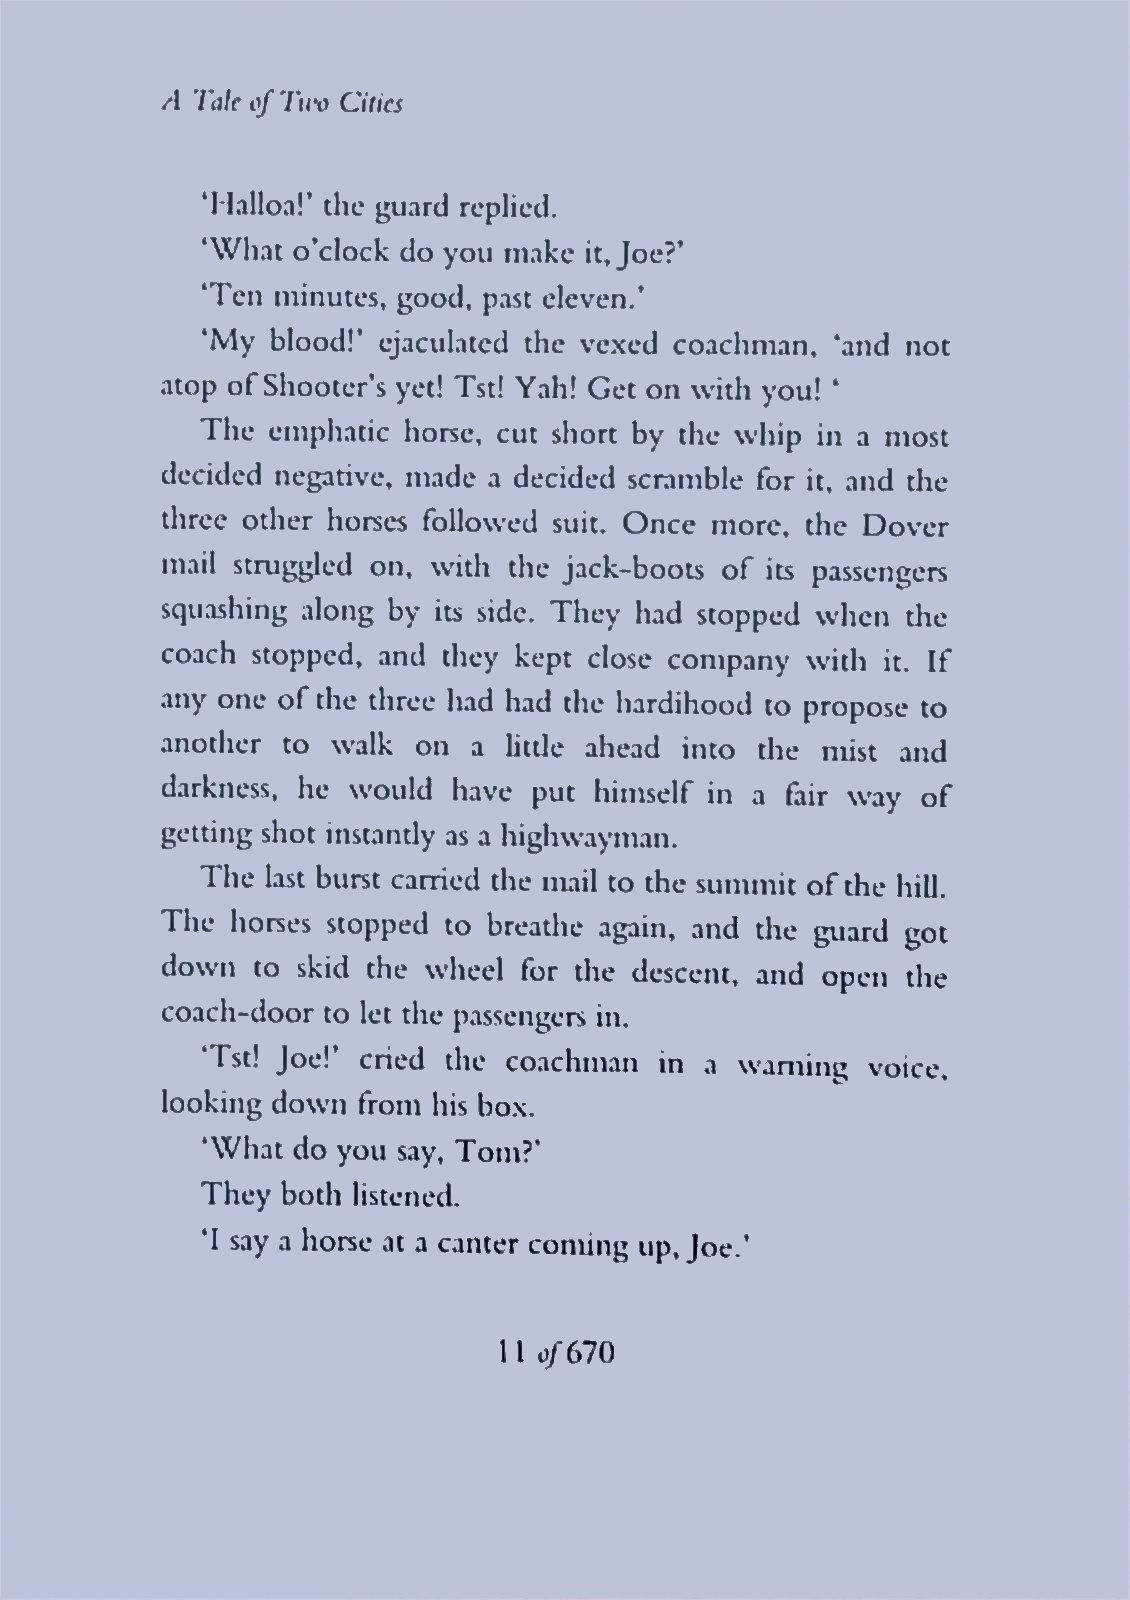 A Tale of Two Cities
‘Halloa!’ the guard replied.
‘What o’clock do you make it, Joe?’
‘Ten minutes, good, past eleven.’
‘My blood!’ ejaculated the vexed coachman, ‘and not
atop of Shooter’s yet! Tst! Yah! Get on with you! ‘
The emphatic horse, cut short by the whip in a most
decided negative, made a decided scramble for it, and the
three other horses followed suit. Once more, the Dover
mail struggled on, with the jack-boots of its passengers
squashing along by its side. They had stopped when the
coach stopped, and they kept close company with it. If
any one of the three had had the hardihood to propose to
another to walk on a little ahead into the mist and
darkness, he would have put himself in a fair way of
getting shot instantly as a highwayman.
The last burst carried the mail to the summit of the hill.
The horses stopped to breathe again, and the guard got
down to skid the wheel for the descent, and open the
coach-door to let the passengers in.
‘Tst! Joe!’ cried the coachman in a warning voice,
looking down from his box.
‘What do you say, Tom?’
They both listened.
‘I say a horse at a canter coming up, Joe.’
11 of 670